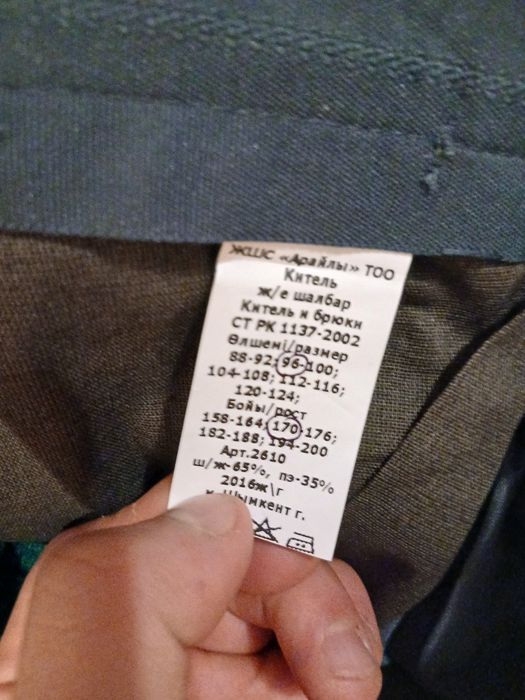 ЖШС «Арайлы» ТОО
Китель
ж/е шалбар
Китель и брюки
СТ РК 1137-2002
Өлшемі/размер
88-92; 96-100;
104-108; 112-116;
120-124;
Бойы/рост
158-164; 170-176;
182-188; 194-200
Арт.2610
ш/ж-65%, пэ-35%
2016ж\г
Шымкент г.